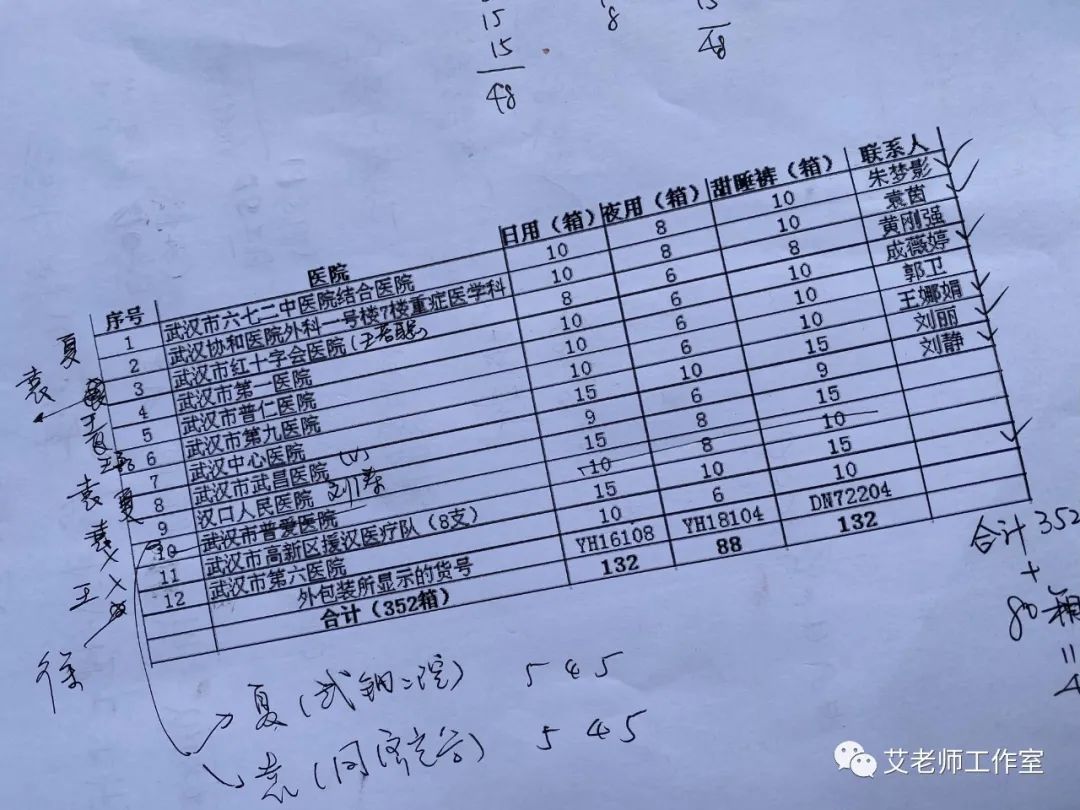 15
15
48
8
15
48
序号 医院 日用（箱） 夜用（箱） 甜睡裤（箱） 联系人
1 武汉市六七二中医院结合医院 10 8 10 朱梦影
2 武汉协和医院外科一号楼7楼重症医学科 10 8 10 袁茵
3 武汉市红十字会医院 8 6 8 黄刚强
4 武汉市第一医院 10 6 10 成薇婷
5 武汉市普仁医院 10 6 10 郭卫
6 武汉市第九医院 10 6 10 王娜娟
7 武汉中心医院 15 10 15 刘丽
8 武汉市武昌医院 9 6 9 刘静
9 汉口人民医院 15 8 15
10 武汉市普爱医院 10 8 10
11 武汉市高新区援汉医疗队（8支） 15 10 15
12 武汉市第六医院 10 6 10
外包装所显示的货号 YH16108 YH18104 DN72204
合计（352箱） 132 88 132
夏
袁
袁
夏
袁
王
徐
合计352
+
80箱
=
夏（武钢二院） 5 4 5
袁（同济光谷） 5 4 5
艾老师工作室